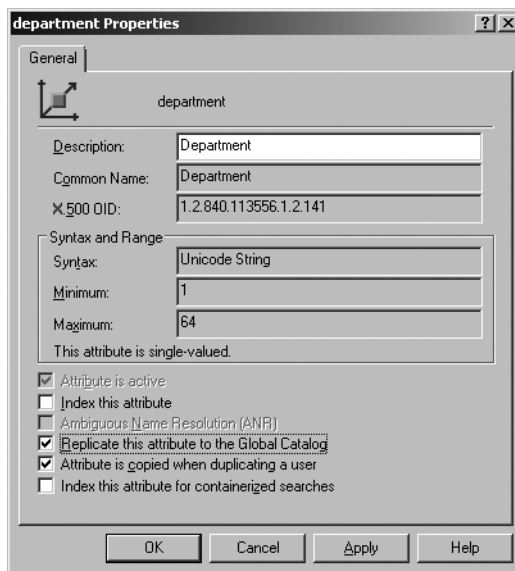 department Properties
General
department
Description: Department
Common Name: Department
X.500 OID: 1.2.840.113556.1.2.141
Syntax and Range
Syntax: Unicode String
Minimum: 1
Maximum: 64
This attribute is single-valued.
Attribute is active
Index this attribute
Ambiguous Name Resolution (ANR)
Replicate this attribute to the Global Catalog
Attribute is copied when duplicating a user
Index this attribute for containerized searches
OK Cancel Apply Help